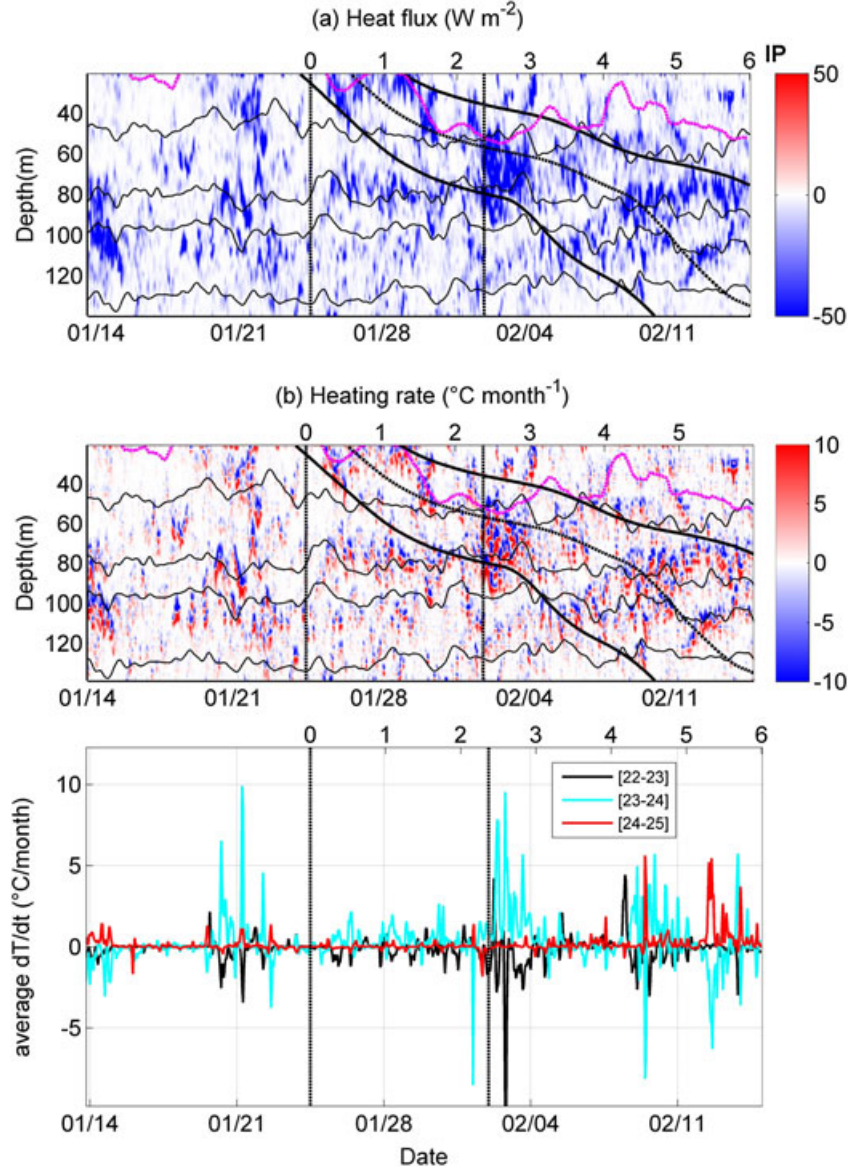 (a) Heat flux (W m-2)
0 1 2 3 4 5 6 IP
Depth(m)
40
60
80
100
120
50
0
-50
01/14 01/21 01/28 02/04 02/11
(b) Heating rate (°C month-1)
0 1 2 3 4 5
Depth(m)
40
60
80
100
120
10
5
0
-5
-10
01/14 01/21 01/28 02/04 02/11
0 1 2 3 4 5 6
average dT/dt (°C/month)
10
5
0
-5
[22-23]
[23-24]
[24-25]
01/14 01/21 01/28 02/04 02/11
Date